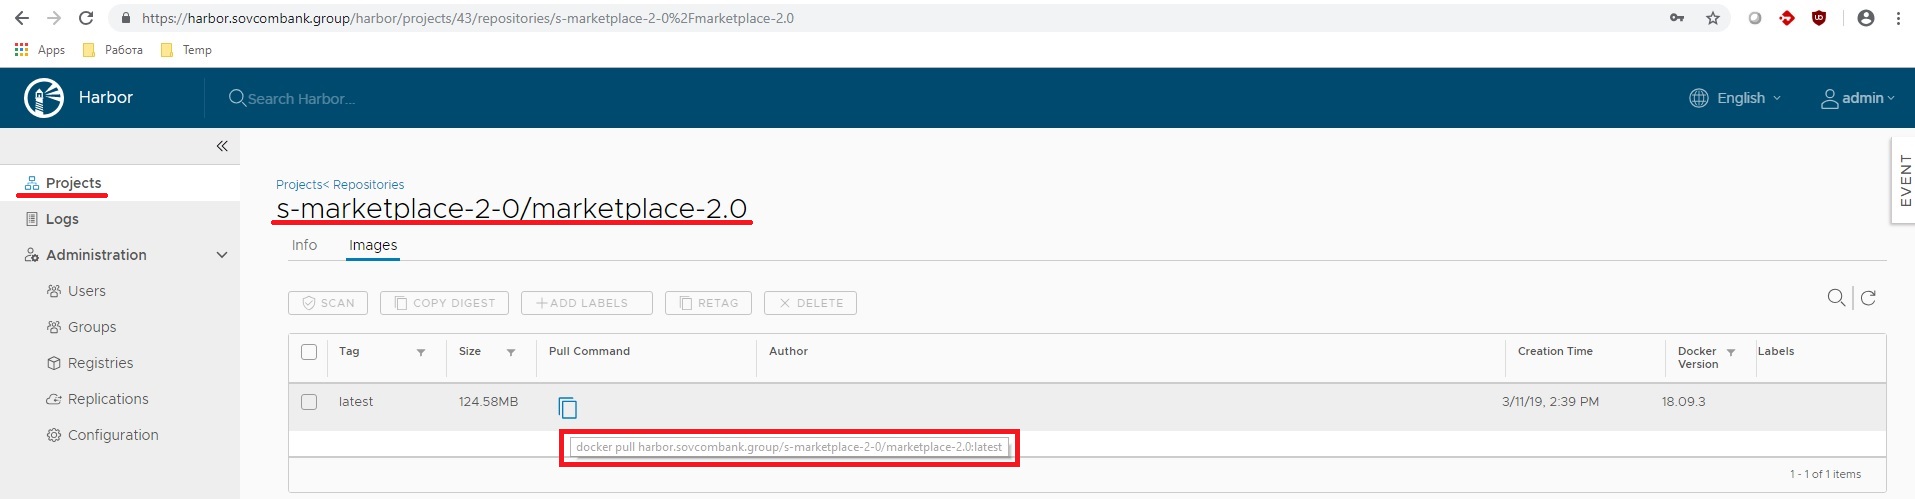 https://harbor.sovcombank.group/harbor/projects/43/repositories/s-marketplace-2-0%2Fmarketplace-2.0
Apps Работа Temp
Harbor Search Harbor... English admin
Projects
Logs
Administration
Users
Groups
Registries
Replications
Configuration
Projects< Repositories
s-marketplace-2-0/marketplace-2.0
Info Images
SCAN COPY DIGEST +ADD LABELS RETAG DELETE
Tag Size Pull Command Author Creation Time Docker Version Labels
latest 124.58MB 3/11/19, 2:39 PM 18.09.3
docker pull harbor.sovcombank.group/s-marketplace-2-0/marketplace-2.0:latest
1 - 1 of 1 items
EVENT